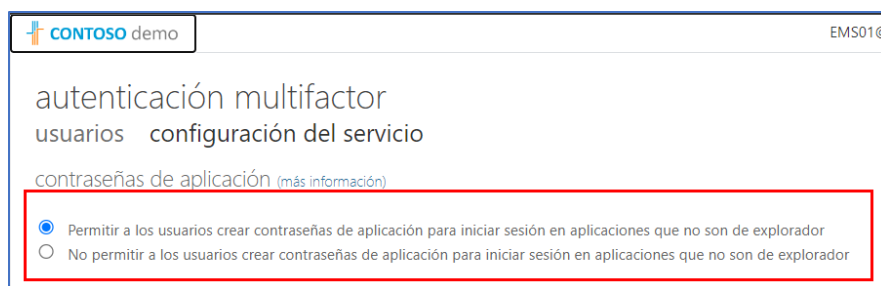 CONTOSO demo
EMS01@
autenticación multifactor
usuarios configuración del servicio
contraseñas de aplicación (más información)
Permitir a los usuarios crear contraseñas de aplicación para iniciar sesión en aplicaciones que no son de explorador
No permitir a los usuarios crear contraseñas de aplicación para iniciar sesión en aplicaciones que no son de explorador